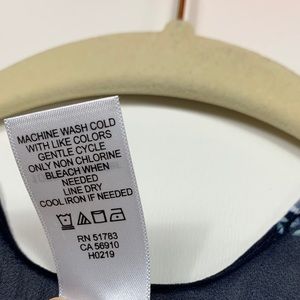 MACHINE WASH COLD
WITH LIKE COLORS
GENTLE CYCLE
ONLY NON CHLORINE
BLEACH WHEN
NEEDED
LINE DRY
COOL IRON IF NEEDED
RN 51783
CA 56910
H0219